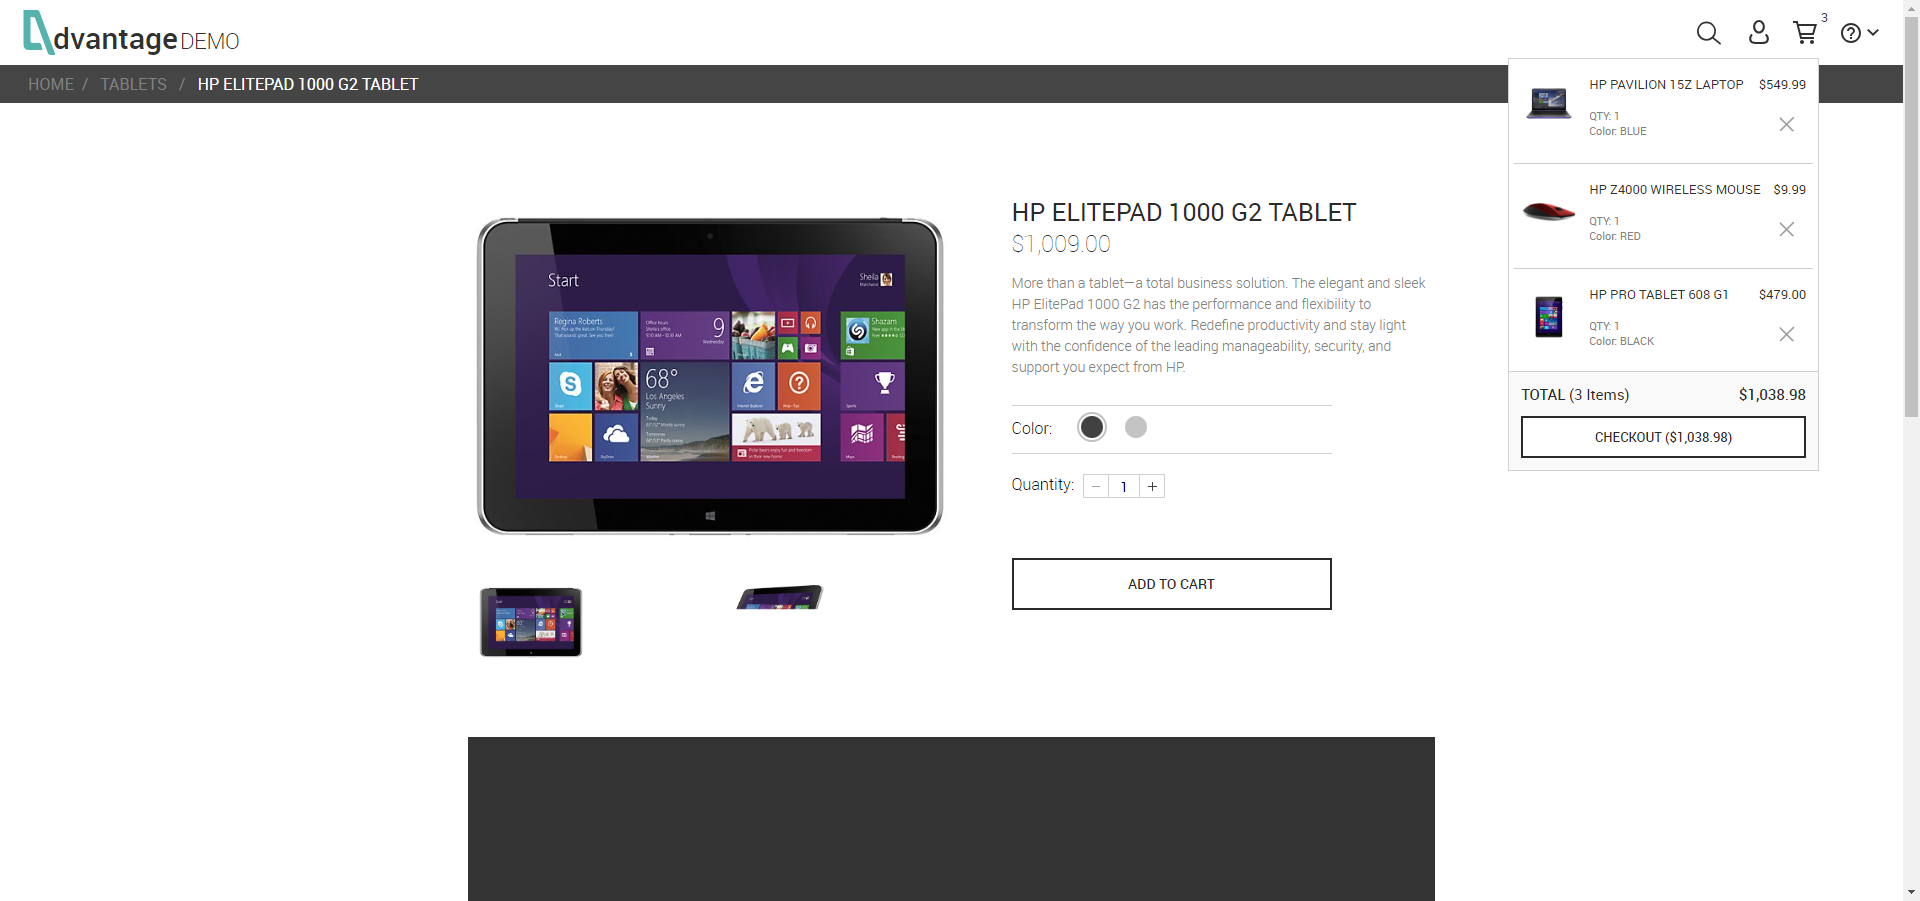 dvantage DEMO
3
HOME / TABLETS / HP ELITEPAD 1000 G2 TABLET
HP PAVILION 15Z LAPTOP $549.99
QTY: 1
Color: BLUE
HP Z4000 WIRELESS MOUSE $9.99
QTY: 1
Color: RED
HP PRO TABLET 608 G1 $479.00
QTY: 1
Color: BLACK
TOTAL (3 Items) $1,038.98
CHECKOUT ($1,038.98)
HP ELITEPAD 1000 G2 TABLET
$1,009.00
More than a tablet—a total business solution. The elegant and sleek
HP ElitePad 1000 G2 has the performance and flexibility to
transform the way you work. Redefine productivity and stay light
with the confidence of the leading manageability, security, and
support you expect from HP.
Color:
Quantity: − 1 +
ADD TO CART
Start
Sheila
Regina Roberts
9
Wednesday
Shazam
68°
Los Angeles
Sunny
Today
Tomorrow
Internet Explorer